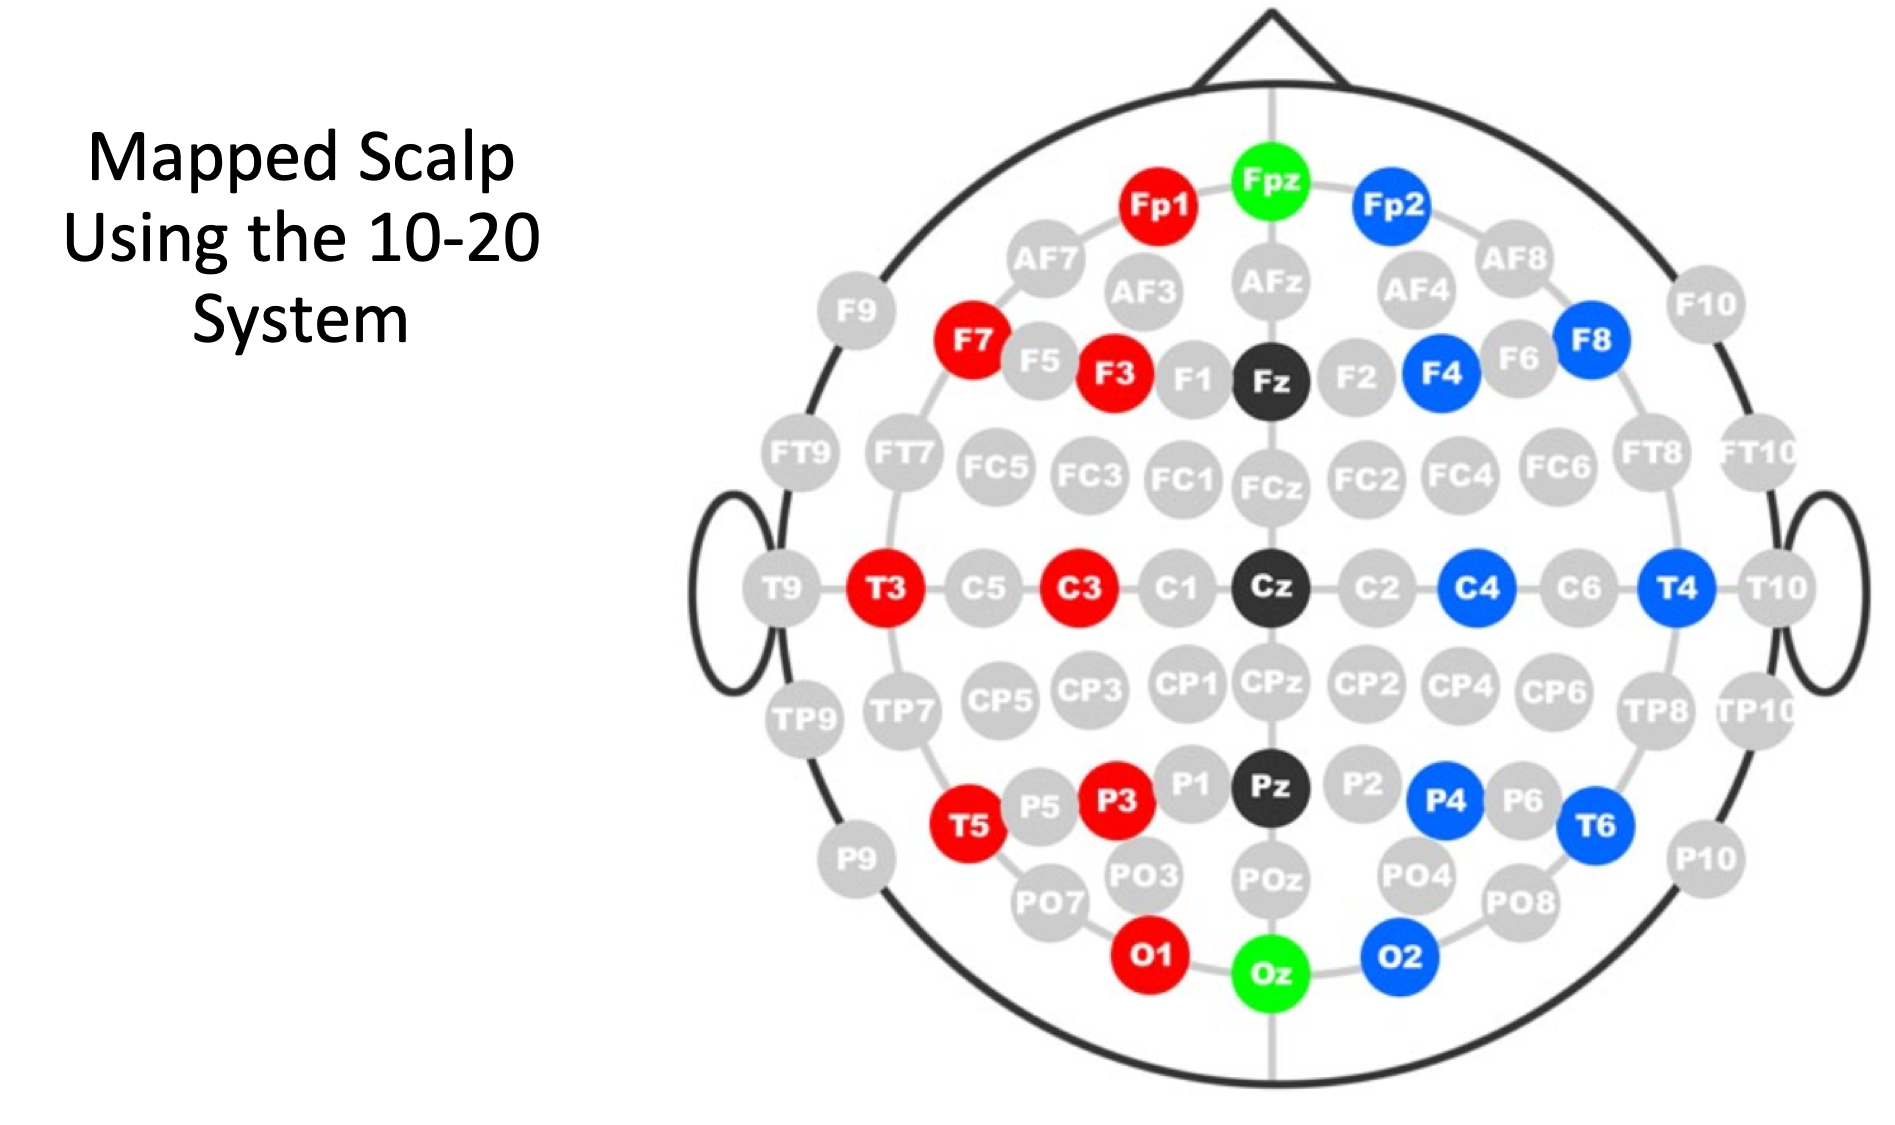 Mapped Scalp
Using the 10-20
System
Fpz
Fp1 Fp2
AF7 AF3 AFz AF4 AF8
F9 F7 F5 F3 F1 Fz F2 F4 F6 F8 F10
FT9 FT7 FC5 FC3 FC1 FCz FC2 FC4 FC6 FT8 FT10
T9 T3 C5 C3 C1 Cz C2 C4 C6 T4 T10
TP9 TP7 CP5 CP3 CP1 CPz CP2 CP4 CP6 TP8 TP10
T5 P5 P3 P1 Pz P2 P4 P6 T6
P9 PO7 PO3 POz PO4 PO8 P10
O1 Oz O2